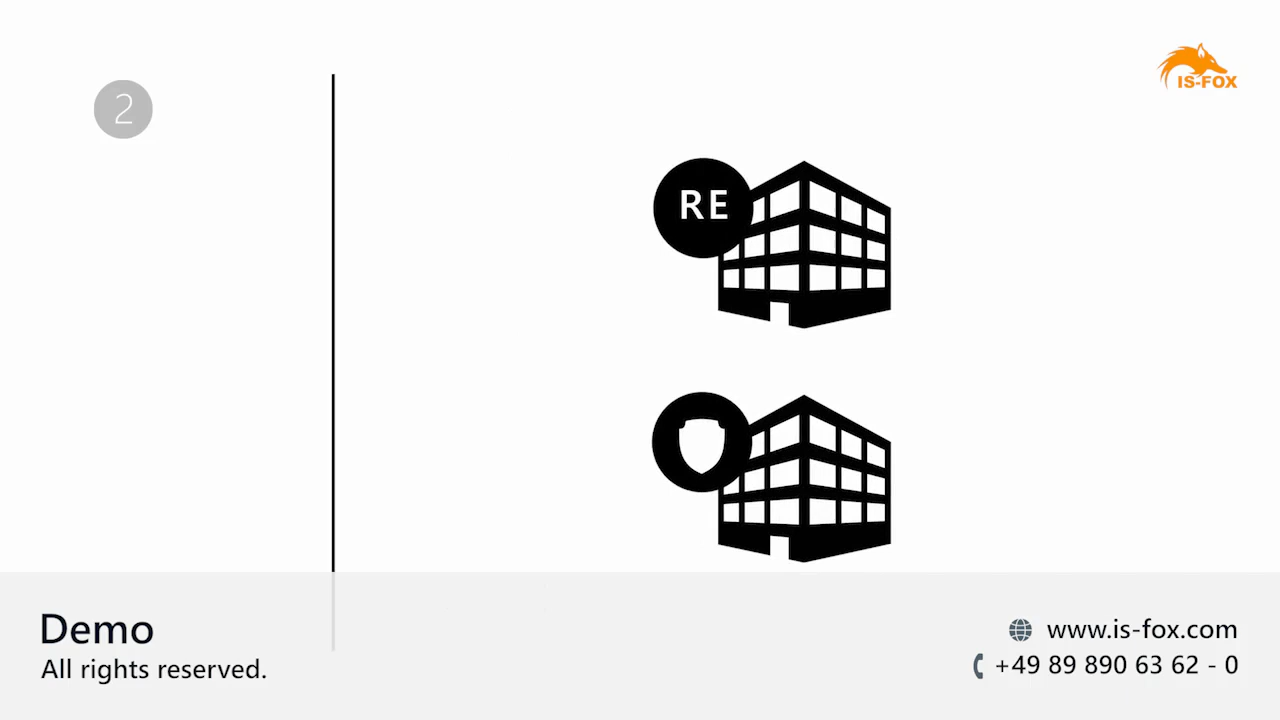 2
IS-FOX
RE
Demo
All rights reserved.
www.is-fox.com
+49 89 890 63 62 - 0